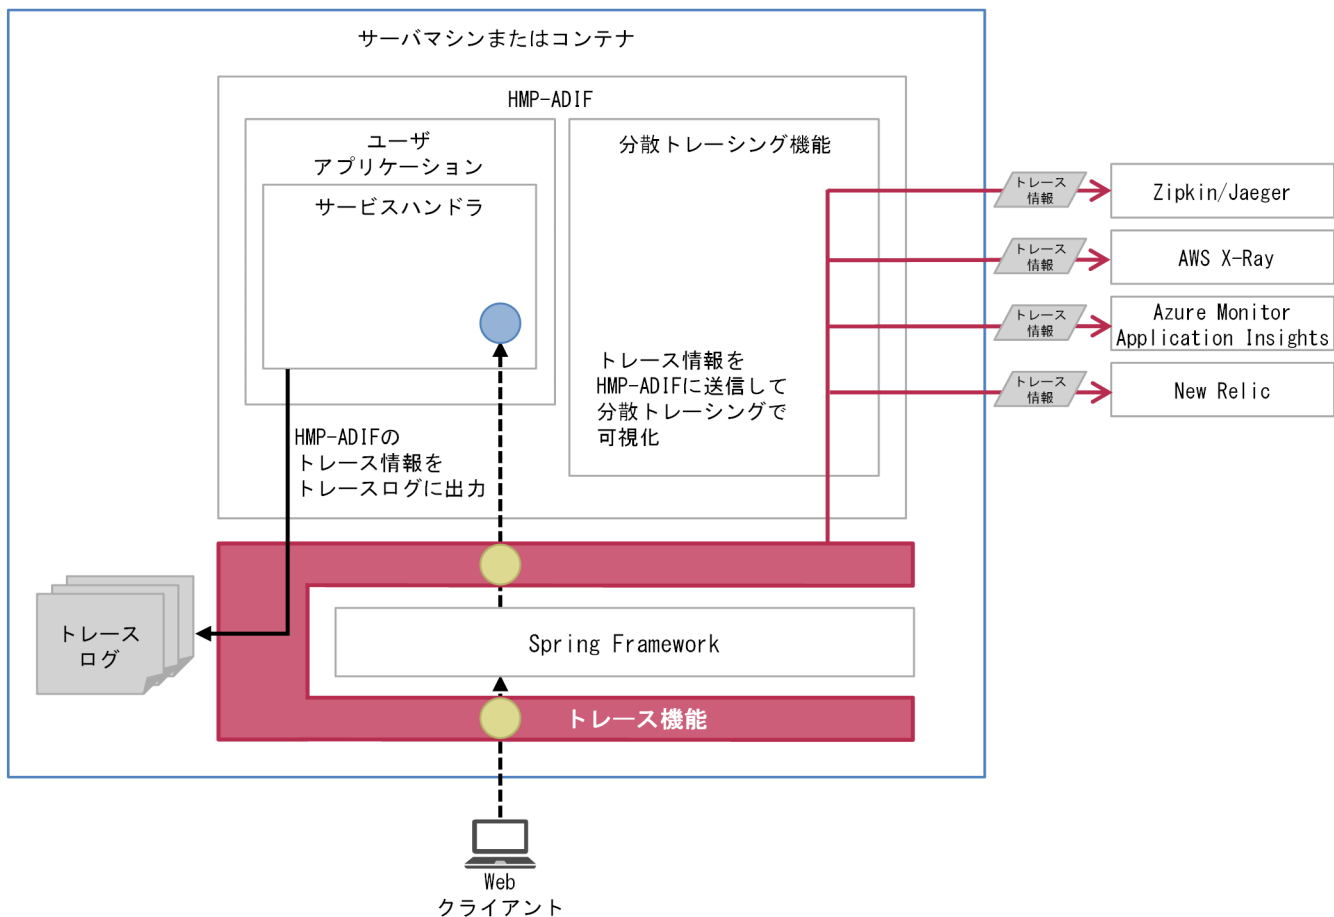 サーバマシンまたはコンテナ
HMP-ADIF
ユーザ
アプリケーション
サービスハンドラ
分散トレーシング機能
トレース情報を
HMP-ADIFに送信して
分散トレーシングで
可視化
HMP-ADIFの
トレース情報を
トレースログに出力
トレース
情報
Zipkin/Jaeger
トレース
情報
AWS X-Ray
トレース
情報
Azure Monitor
Application Insights
トレース
情報
New Relic
トレース
ログ
Spring Framework
トレース機能
Web
クライアント